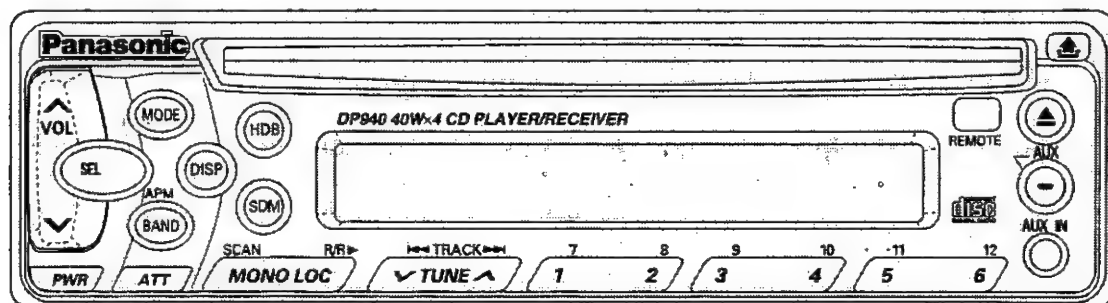 Panasonic
DP940 40W×4 CD PLAYER/RECEIVER
VOL
MODE
HDB
REMOTE
AUX
SEL
DISP
APM
BAND
SDM
disc
AUX IN
SCAN R/R ▶ ⏮ TRACK ⏭ 7 8 9 10 11 12
PWR ATT MONO LOC TUNE 1 2 3 4 5 6